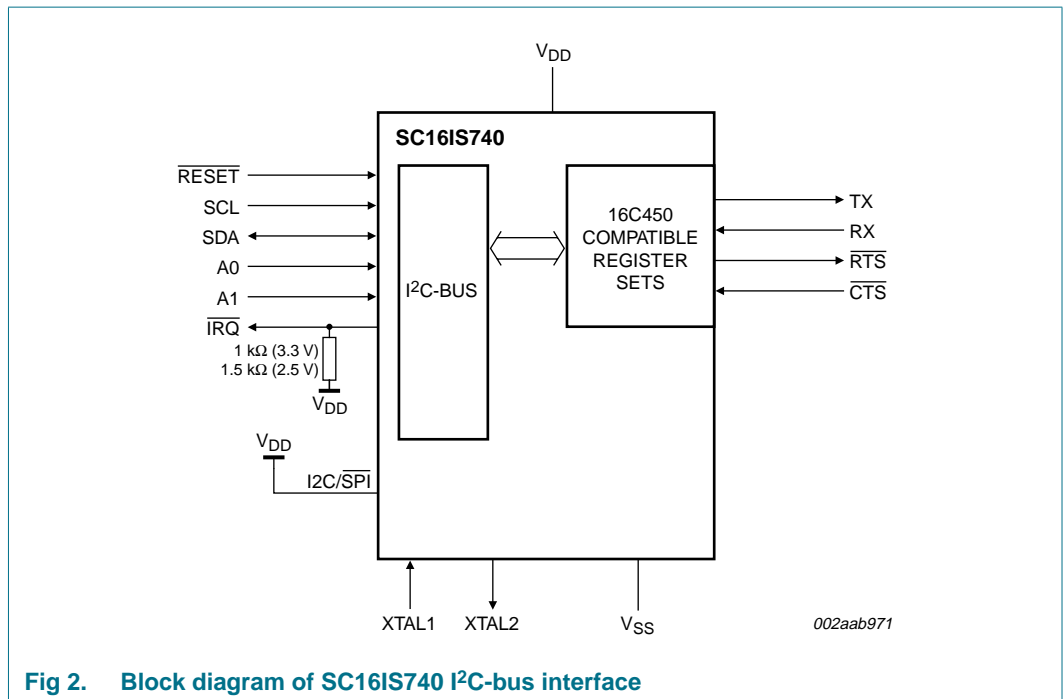 VDD
SC16IS740
RESET
SCL
SDA
A0
A1
IRQ
1 kΩ (3.3 V)
1.5 kΩ (2.5 V)
VDD
VDD
I2C/SPI
I²C-BUS
16C450
COMPATIBLE
REGISTER
SETS
TX
RX
RTS
CTS
XTAL1
XTAL2
VSS
002aab971
Fig 2. Block diagram of SC16IS740 I²C-bus interface